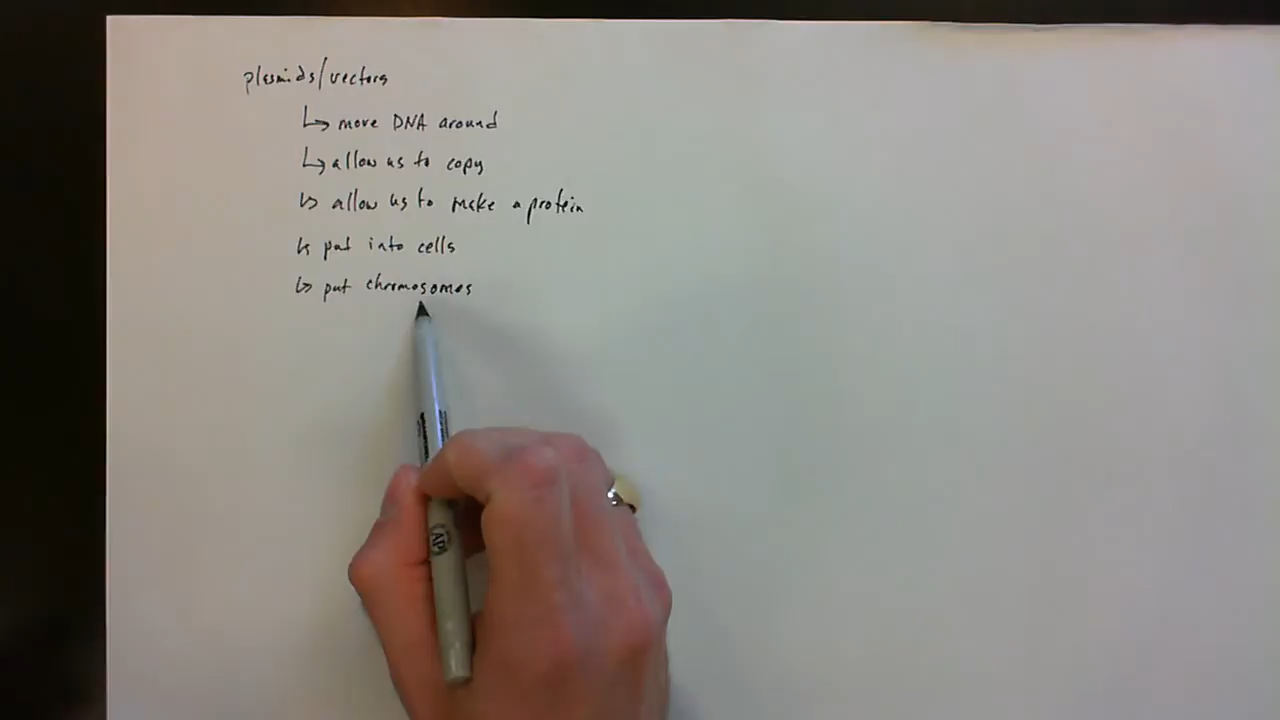 plasmids/vectors
↳ move DNA around
↳ allow us to copy
↳ allow us to make a protein
↳ put into cells
↳ put chromosomes
AP